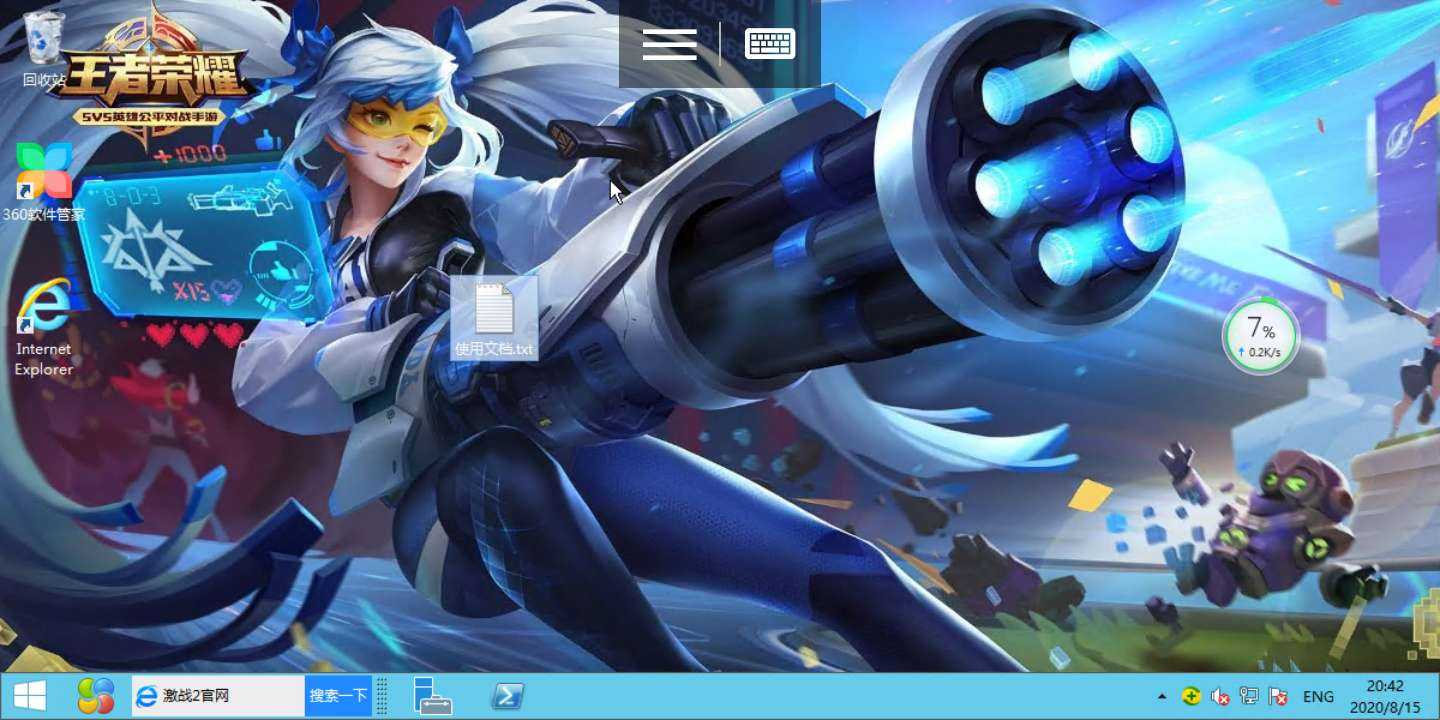 回收站
王者荣耀
5V5英雄公平对战手游
+1000
8-0-3
X15
360软件管家
Internet
Explorer
使用文档.txt
7%
0.2K/s
激战2官网
搜索一下
ENG
20:42
2020/8/15